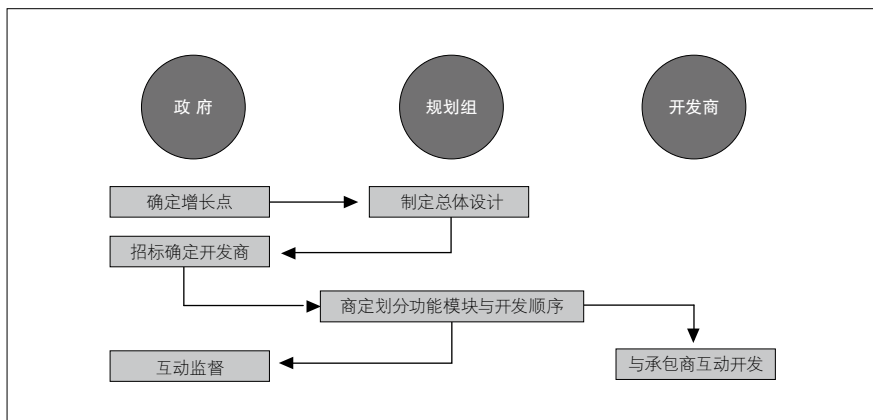 政 府
规划组
开发商
确定增长点
制定总体设计
招标确定开发商
商定划分功能模块与开发顺序
互动监督
与承包商互动开发